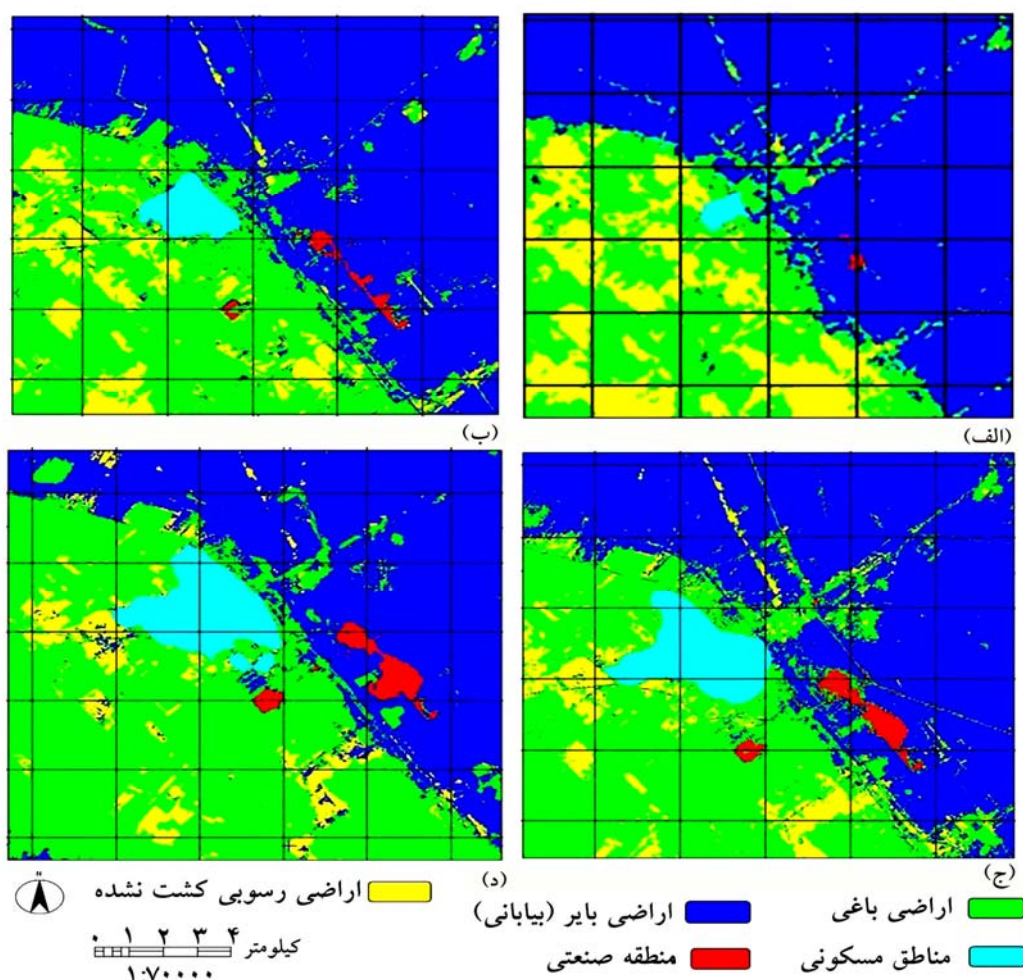 (الف)
(ب)
(ج)
(د)
اراضی باغی
اراضی بایر (بیابانی)
اراضی رسوبی کشت نشده
مناطق مسکونی
منطقه صنعتی
N
۰ ۱ ۲ ۳ ۴ کیلومتر
۱:۷۰۰۰۰